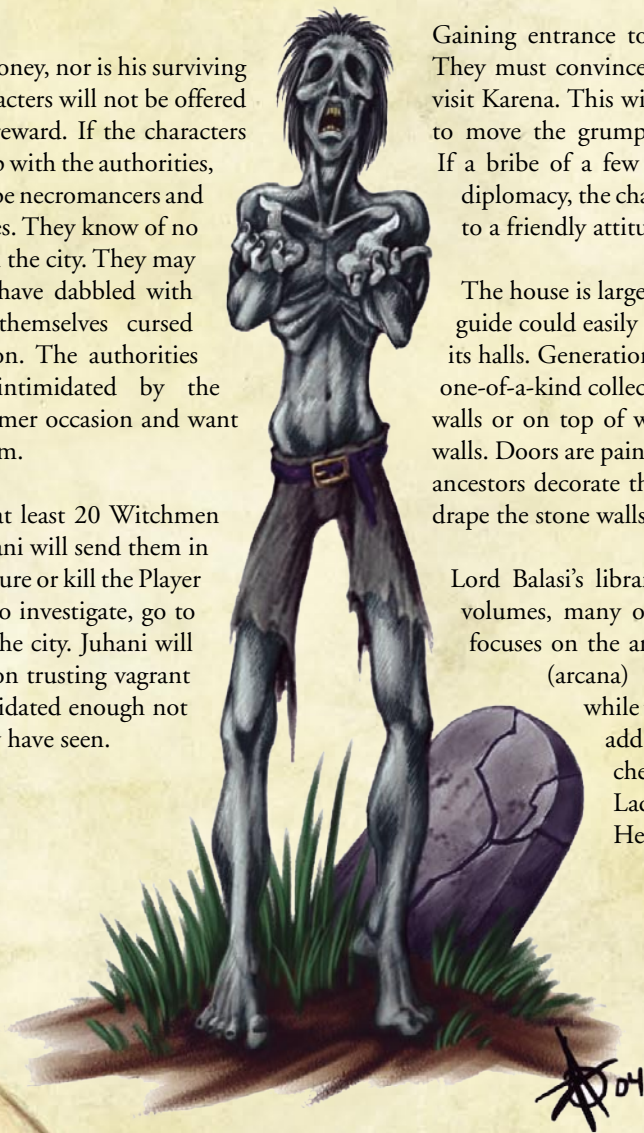 oney, nor is his surviving
acters will not be offered
reward. If the characters
with the authorities,
be necromancers and
es. They know of no
the city. They may
have dabbled with
themselves cursed
on. The authorities
intimidated by the
mer occasion and want
m.
at least 20 Witchmen
ani will send them in
ure or kill the Player
o investigate, go to
he city. Juhani will
on trusting vagrant
idated enough not
have seen.
Gaining entrance to
They must convince
visit Karena. This wi
to move the grump
If a bribe of a few
diplomacy, the cha
to a friendly attitu
The house is large
guide could easily
its halls. Generation
one-of-a-kind collec
walls or on top of w
walls. Doors are pain
ancestors decorate th
drape the stone walls
Lord Balasi’s librar
volumes, many o
focuses on the ar
(arcana)
while
add
che
Lad
He
04